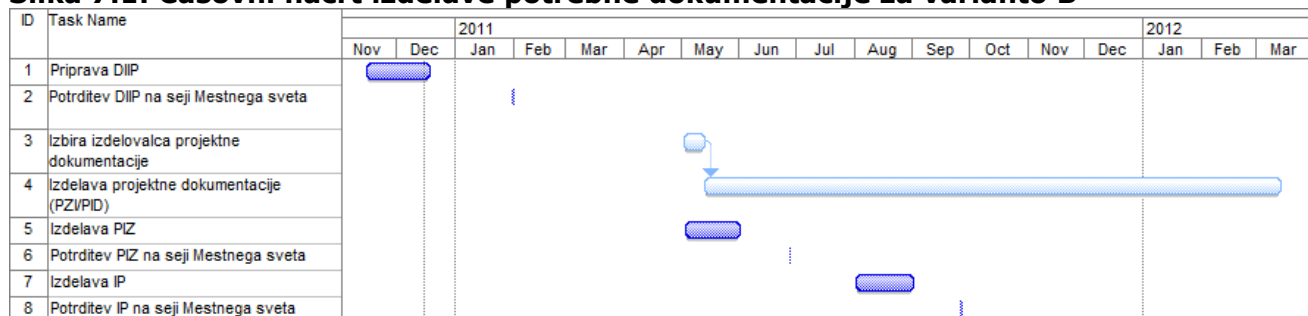 Slika 7.1: Časovni načrt izdelave potrebne dokumentacije za varianto B
ID Task Name
2011 2012
Nov Dec Jan Feb Mar Apr May Jun Jul Aug Sep Oct Nov Dec Jan Feb Mar
1 Priprava DIIP
2 Potrditev DIIP na seji Mestnega sveta
3 Izbira izdelovalca projektne
dokumentacije
4 Izdelava projektne dokumentacije
(PZI/PID)
5 Izdelava PIZ
6 Potrditev PIZ na seji Mestnega sveta
7 Izdelava IP
8 Potrditev IP na seji Mestnega sveta